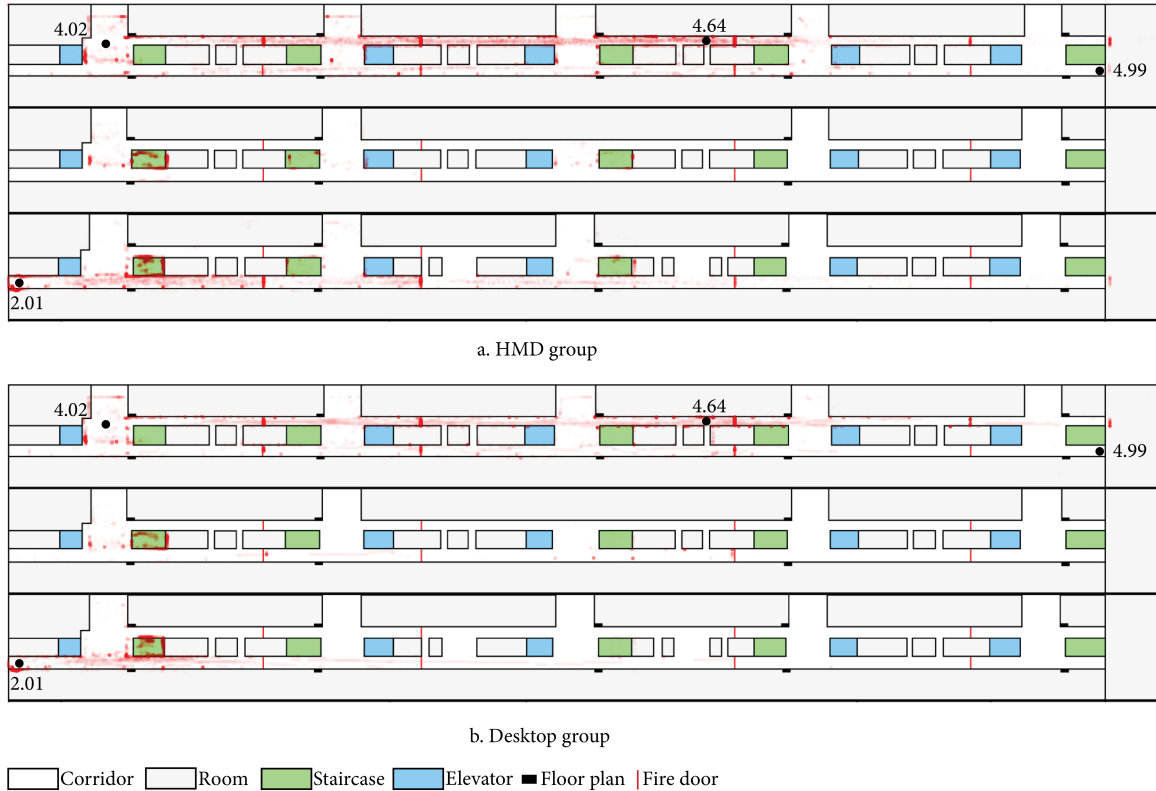 4.02
4.64
4.99
2.01
a. HMD group
4.02
4.64
4.99
2.01
b. Desktop group
Corridor Room Staircase Elevator Floor plan Fire door